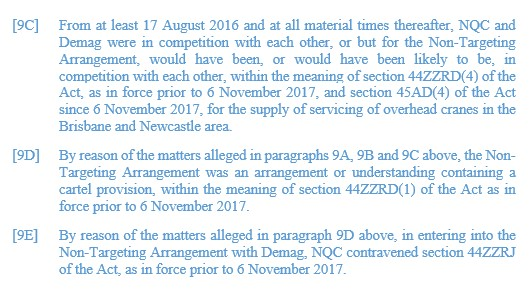 [9C] From at least 17 August 2016 and at all material times thereafter, NQC and
Demag were in competition with each other, or but for the Non-Targeting
Arrangement, would have been, or would have been likely to be, in
competition with each other, within the meaning of section 44ZZRD(4) of the
Act, as in force prior to 6 November 2017, and section 45AD(4) of the Act
since 6 November 2017, for the supply of servicing of overhead cranes in the
Brisbane and Newcastle area.
[9D] By reason of the matters alleged in paragraphs 9A, 9B and 9C above, the Non-
Targeting Arrangement was an arrangement or understanding containing a
cartel provision, within the meaning of section 44ZZRD(1) of the Act as in
force prior to 6 November 2017.
[9E] By reason of the matters alleged in paragraph 9D above, in entering into the
Non-Targeting Arrangement with Demag, NQC contravened section 44ZZRJ
of the Act, as in force prior to 6 November 2017.